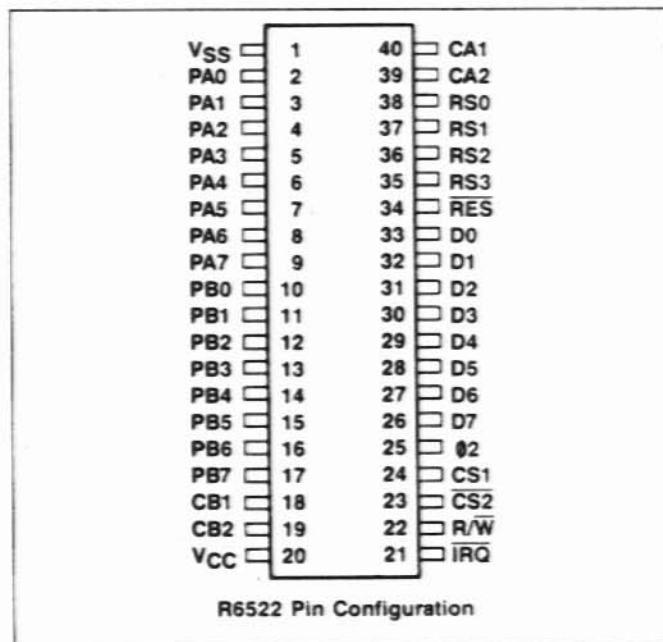 VSS 1 40 CA1
PA0 2 39 CA2
PA1 3 38 RS0
PA2 4 37 RS1
PA3 5 36 RS2
PA4 6 35 RS3
PA5 7 34 R̅E̅S̅
PA6 8 33 D0
PA7 9 32 D1
PB0 10 31 D2
PB1 11 30 D3
PB2 12 29 D4
PB3 13 28 D5
PB4 14 27 D6
PB5 15 26 D7
PB6 16 25 ø2
PB7 17 24 CS1
CB1 18 23 C̅S̅2̅
CB2 19 22 R/W̅
VCC 20 21 I̅R̅Q̅
R6522 Pin Configuration